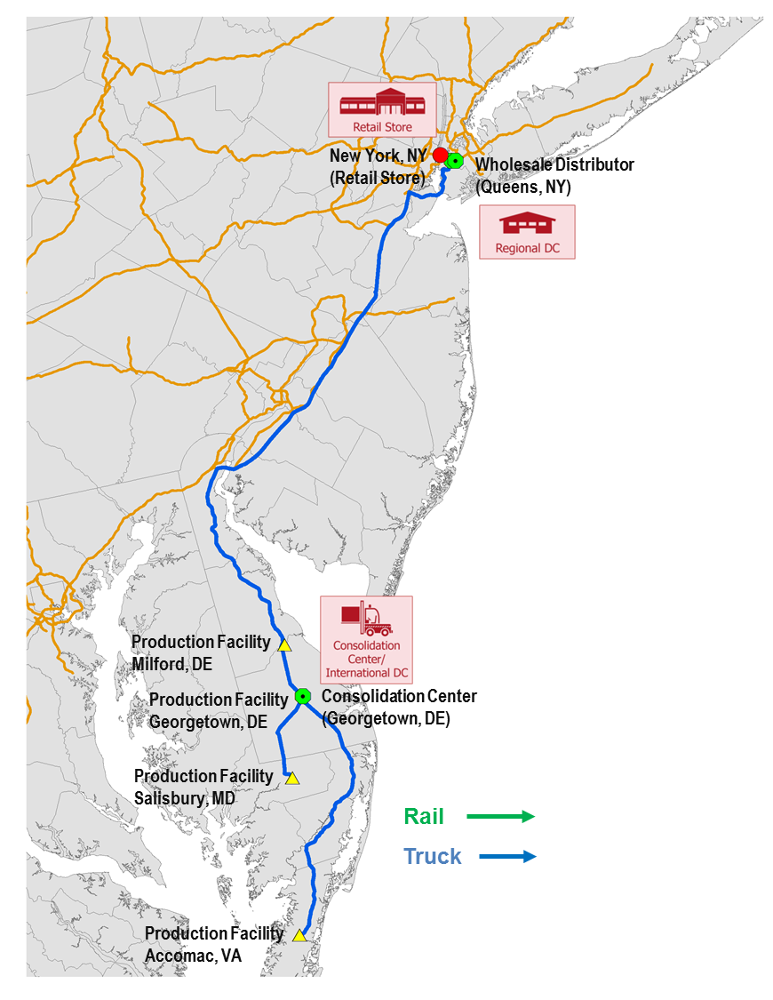 Retail Store
New York, NY
(Retail Store)
Wholesale Distributor
(Queens, NY)
Regional DC
Consolidation
Center/
International DC
Production Facility
Milford, DE
Production Facility
Georgetown, DE
Consolidation Center
(Georgetown, DE)
Production Facility
Salisbury, MD
Rail
Truck
Production Facility
Accomac, VA